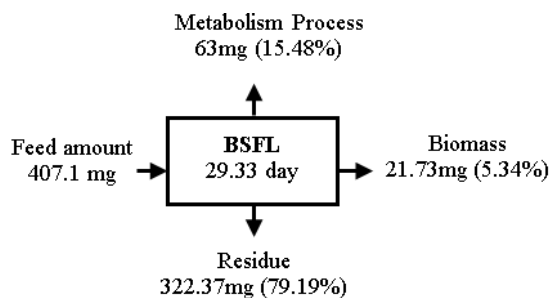 Metabolism Process
63mg (15.48%)
Feed amount
407.1 mg
BSFL
29.33 day
Biomass
21.73mg (5.34%)
Residue
322.37mg (79.19%)